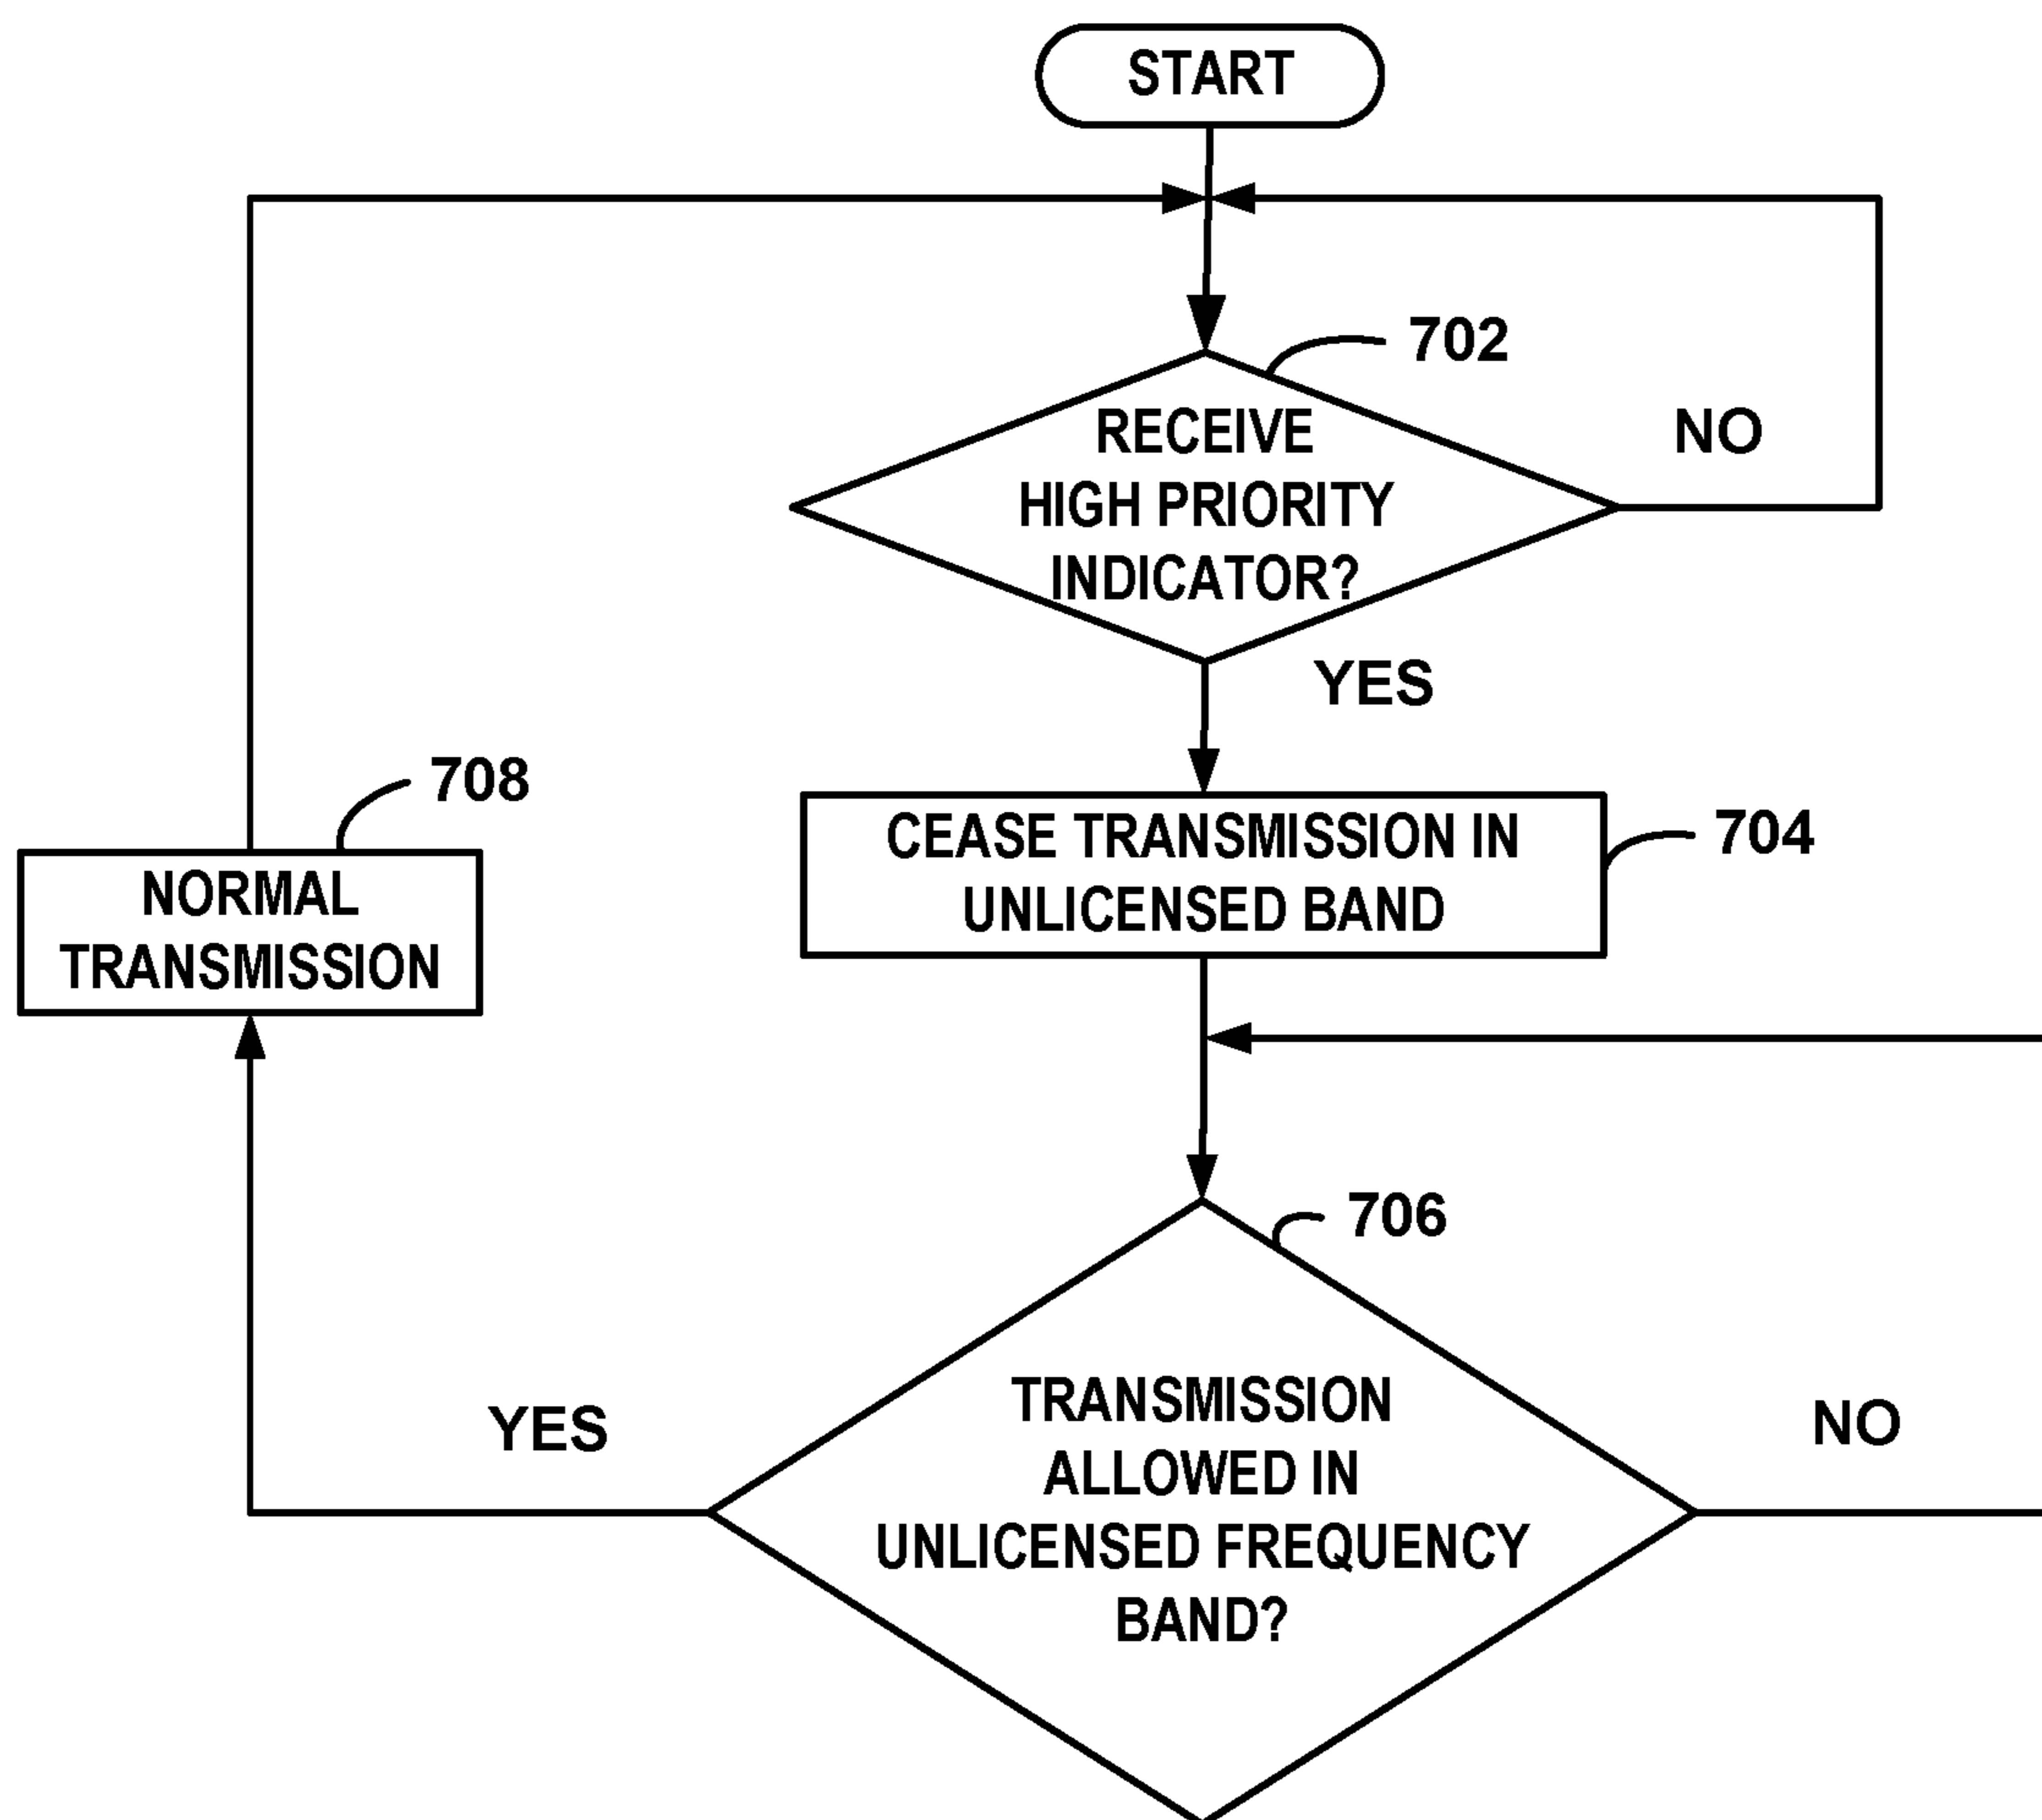 START
702
RECEIVE
HIGH PRIORITY
INDICATOR?
NO
YES
708
NORMAL
TRANSMISSION
CEASE TRANSMISSION IN
UNLICENSED BAND
704
706
TRANSMISSION
ALLOWED IN
UNLICENSED FREQUENCY
BAND?
YES
NO